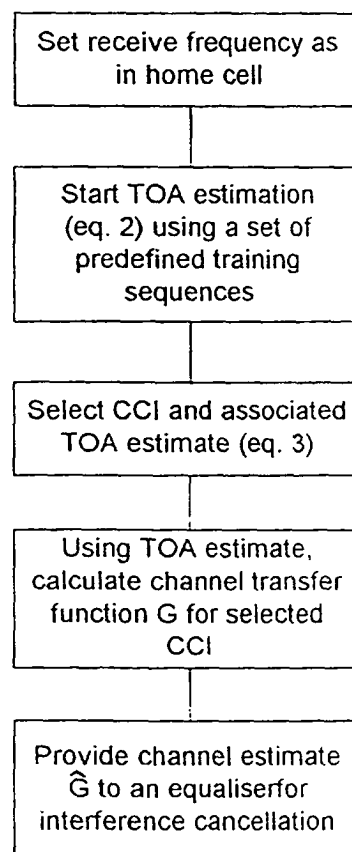 Set receive frequency as
in home cell
Start TOA estimation
(eq. 2) using a set of
predefined training
sequences
Select CCI and associated
TOA estimate (eq. 3)
Using TOA estimate,
calculate channel transfer
function G for selected
CCI
Provide channel estimate
Ĝ to an equaliserfor
interference cancellation